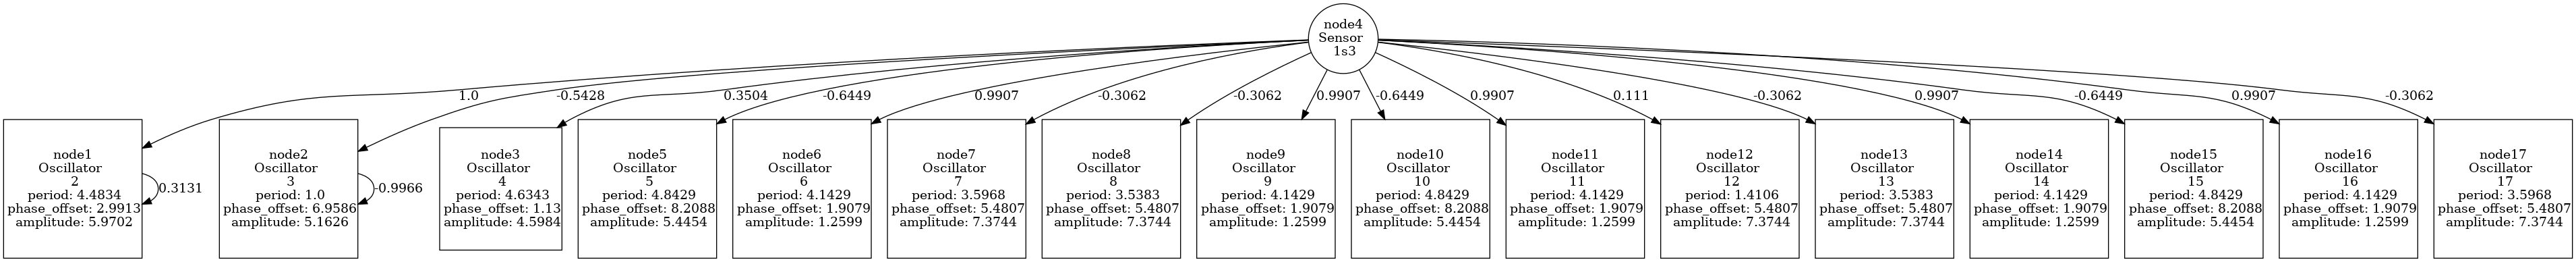 node4
Sensor
1s3
1.0
-0.5428
0.3504
-0.6449
0.9907
-0.3062
-0.3062
0.9907
-0.6449
0.9907
0.111
-0.3062
0.9907
-0.6449
0.9907
-0.3062
node1
Oscillator
2
period: 4.4834
phase_offset: 2.9913
amplitude: 5.9702
0.3131
node2
Oscillator
3
period: 1.0
phase_offset: 6.9586
amplitude: 5.1626
-0.9966
node3
Oscillator
4
period: 4.6343
phase_offset: 1.13
amplitude: 4.5984
node5
Oscillator
5
period: 4.8429
phase_offset: 8.2088
amplitude: 5.4454
node6
Oscillator
6
period: 4.1429
phase_offset: 1.9079
amplitude: 1.2599
node7
Oscillator
7
period: 3.5968
phase_offset: 5.4807
amplitude: 7.3744
node8
Oscillator
8
period: 3.5383
phase_offset: 5.4807
amplitude: 7.3744
node9
Oscillator
9
period: 4.1429
phase_offset: 1.9079
amplitude: 1.2599
node10
Oscillator
10
period: 4.8429
phase_offset: 8.2088
amplitude: 5.4454
node11
Oscillator
11
period: 4.1429
phase_offset: 1.9079
amplitude: 1.2599
node12
Oscillator
12
period: 1.4106
phase_offset: 5.4807
amplitude: 7.3744
node13
Oscillator
13
period: 3.5383
phase_offset: 5.4807
amplitude: 7.3744
node14
Oscillator
14
period: 4.1429
phase_offset: 1.9079
amplitude: 1.2599
node15
Oscillator
15
period: 4.8429
phase_offset: 8.2088
amplitude: 5.4454
node16
Oscillator
16
period: 4.1429
phase_offset: 1.9079
amplitude: 1.2599
node17
Oscillator
17
period: 3.5968
phase_offset: 5.4807
amplitude: 7.3744